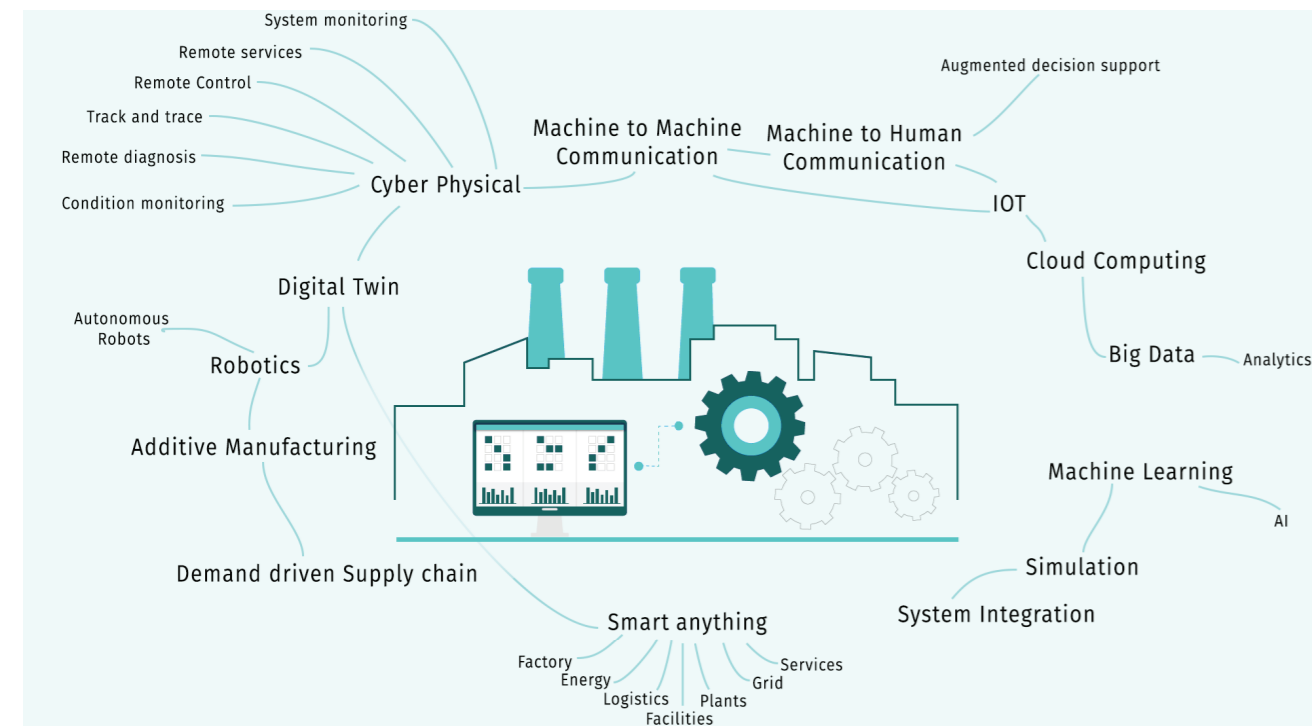 System monitoring
Remote services
Remote Control
Track and trace
Remote diagnosis
Condition monitoring
Cyber Physical
Machine to Machine
Communication
Machine to Human
Communication
Augmented decision support
IOT
Cloud Computing
Big Data
Analytics
Digital Twin
Autonomous
Robots
Robotics
Additive Manufacturing
Demand driven Supply chain
Machine Learning
AI
Simulation
System Integration
Smart anything
Factory
Energy
Logistics
Facilities
Plants
Grid
Services